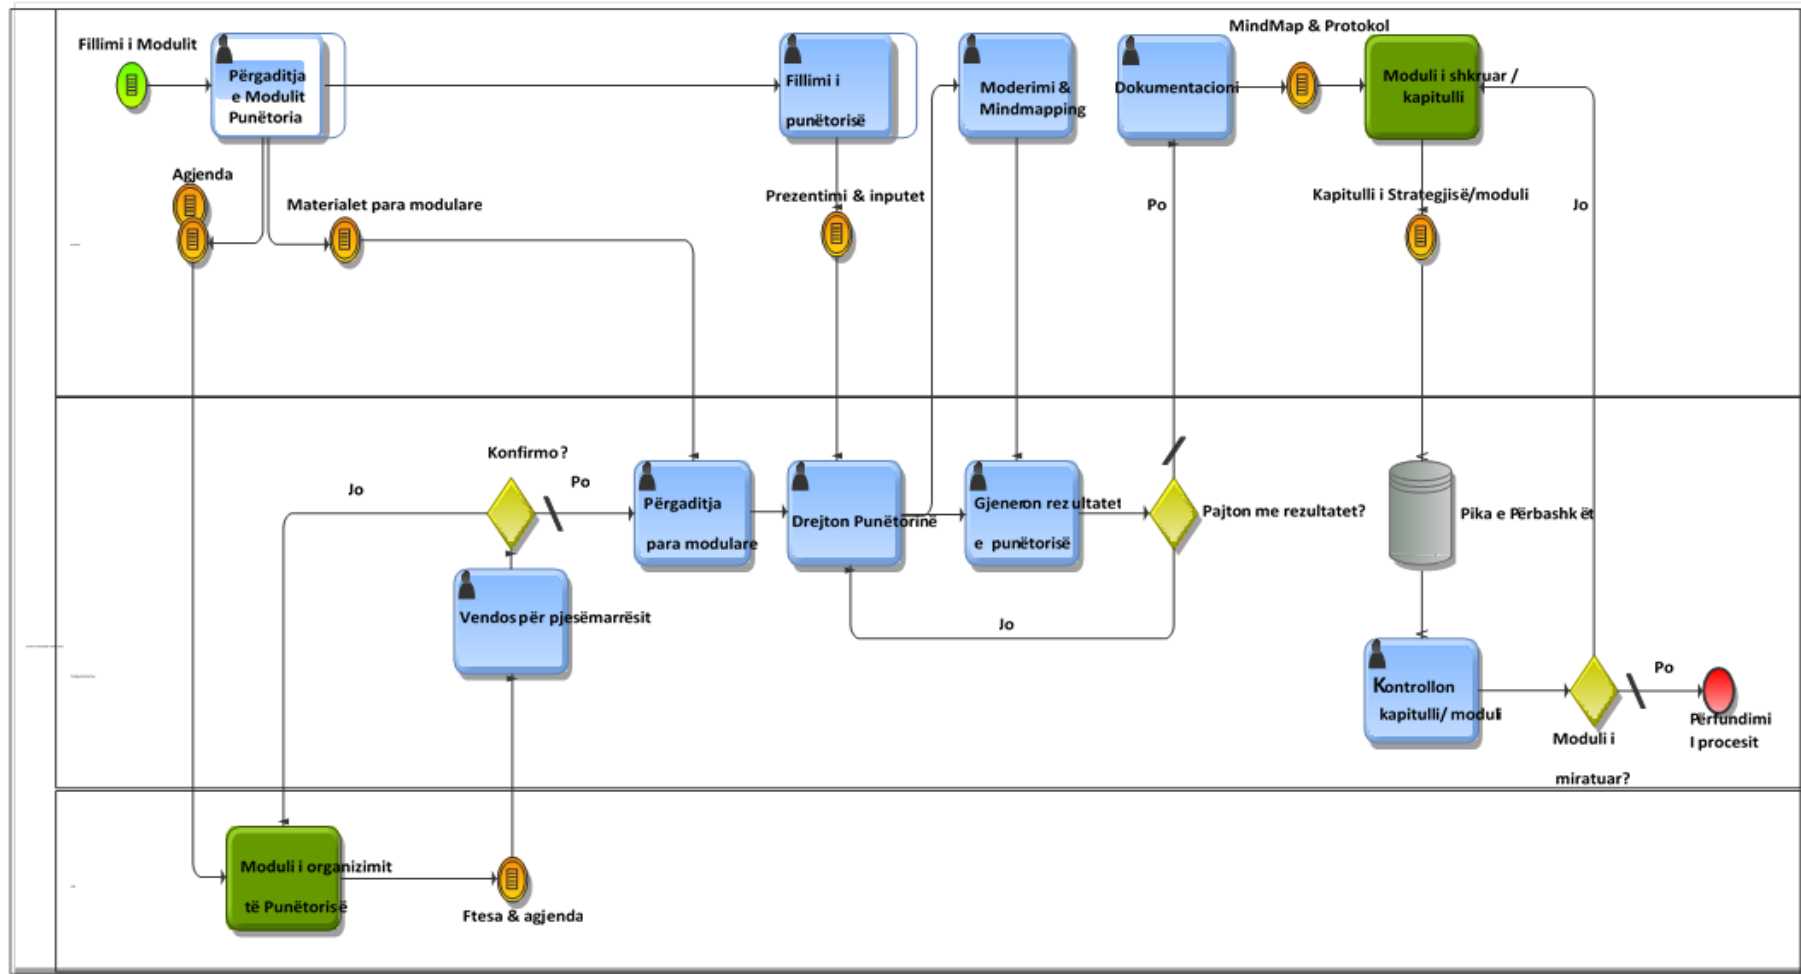 MindMap & Protokol
Fillimi i Modulit
Përgaditja
e Modulit
Punëtoria
Fillimi i
punëtorisë
Moderimi &
Mindmapping
Dokumentacioni
Moduli i shkruar /
kapitulli
Agjenda
Materialet para modulare
Prezentimi & inputet
Po
Kapitulli i Strategjisë/moduli
Jo
Konfirmo?
Jo
Po
Përgaditja
para modulare
Drejton Punëtorinë
Gjeneron rezultatet
e punëtorisë
Pajton me rezultatet?
Pika e Përbashkët
Vendos për pjesëmarrësit
Jo
Kontrollon
kapitulli/ moduli
Po
Përfundimi
I procesit
Moduli i
miratuar?
Moduli i organizimit
të Punëtorisë
Ftesa & agjenda